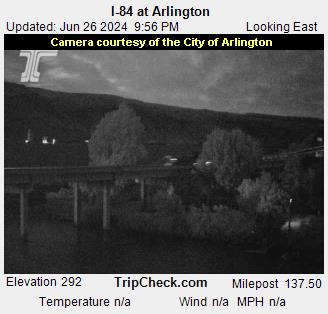 I-84 at Arlington
Updated: Jun 26 2024 9:56 PM Looking East
Camera courtesy of the City of Arlington
Elevation 292 TripCheck.com Milepost 137.50
Temperature n/a Wind n/a MPH n/a